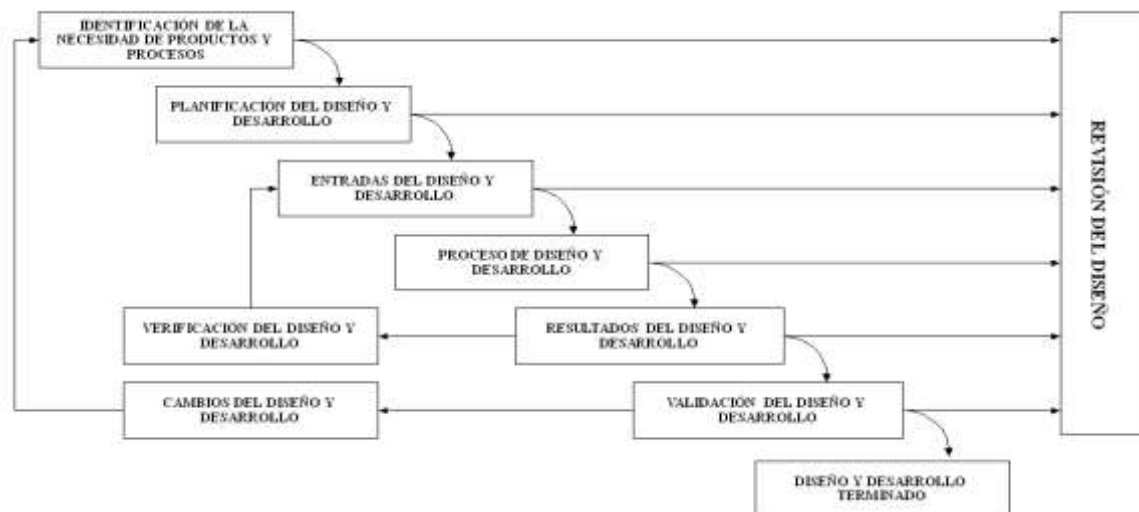 IDENTIFICACIÓN DE LA
NECESIDAD DE PRODUCTOS Y
PROCESOS
PLANIFICACIÓN DEL DISEÑO Y
DESARROLLO
ENTRADAS DEL DISEÑO Y
DESARROLLO
PROCESO DE DISEÑO Y
DESARROLLO
VERIFICACIÓN DEL DISEÑO Y
DESARROLLO
RESULTADOS DEL DISEÑO Y
DESARROLLO
CAMBIOS DEL DISEÑO Y
DESARROLLO
VALIDACIÓN DEL DISEÑO Y
DESARROLLO
DISEÑO Y DESARROLLO
TERMINADO
REVISIÓN DEL DISEÑO